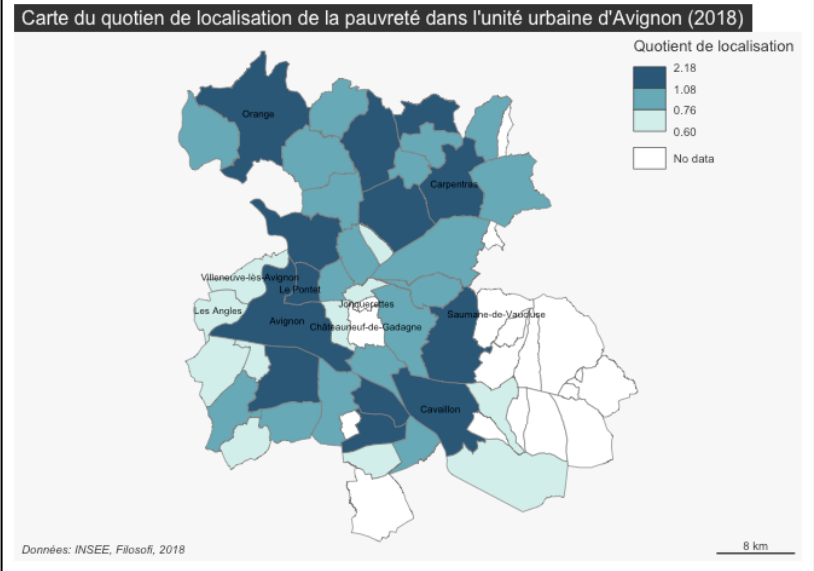 Carte du quotien de localisation de la pauvreté dans l'unité urbaine d'Avignon (2018)
Quotient de localisation
2.18
1.08
0.76
0.60
No data
Orange
Carpentras
Villeneuve-lès-Avignon
Le Pontet
Les Angles
Jonquerettes
Saumane-de-Vaucluse
Avignon
Châteauneuf-de-Gadagne
Cavaillon
Données: INSEE, Filosofi, 2018
8 km